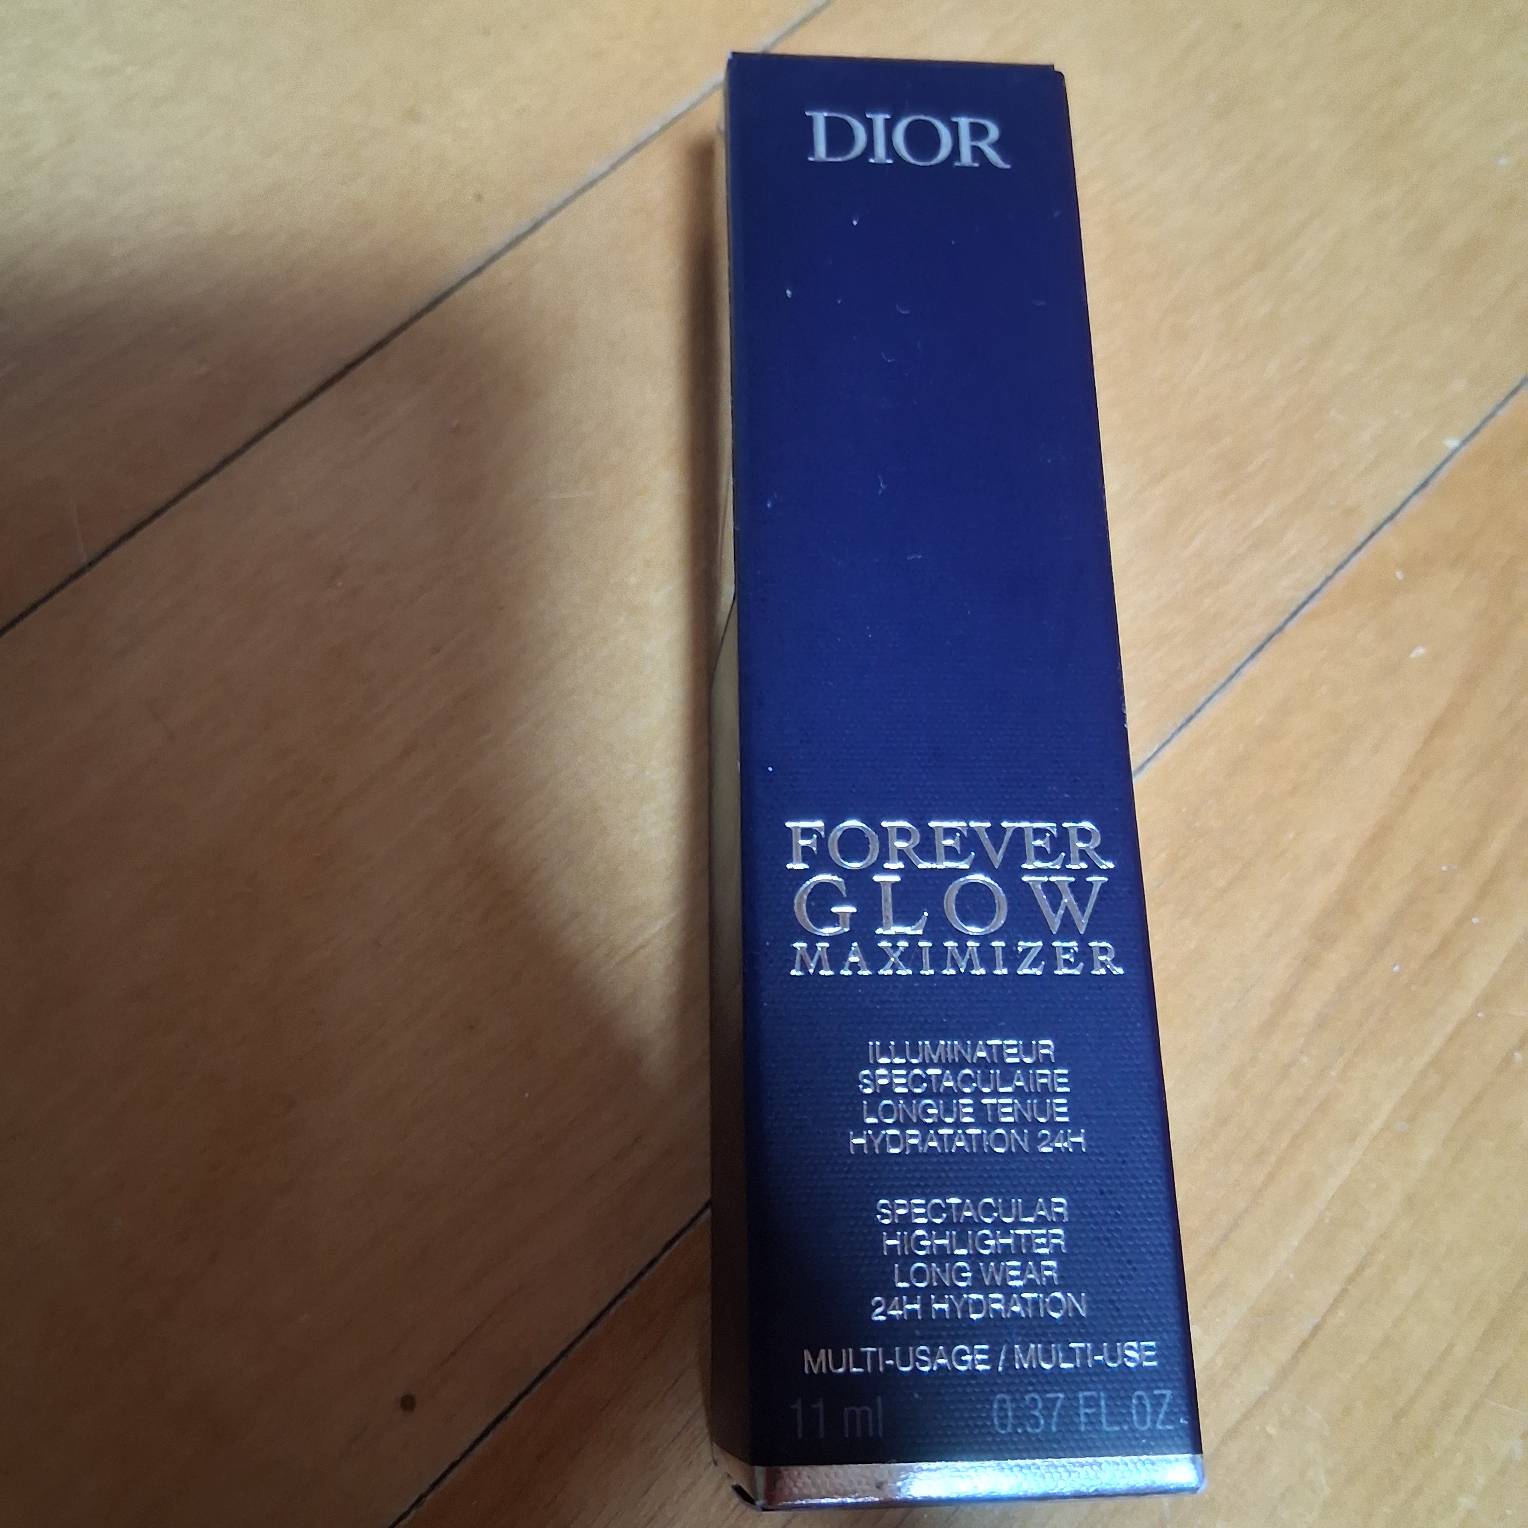 DIOR
FOREVER
GLOW
MAXIMIZER
ILLUMINATEUR
SPECTACULAIRE
LONGUE TENUE
HYDRATATION 24H
SPECTACULAR
HIGHLIGHTER
LONG WEAR
24H HYDRATION
MULTI-USAGE / MULTI-USE
11 ml 0.37 FL.OZ.